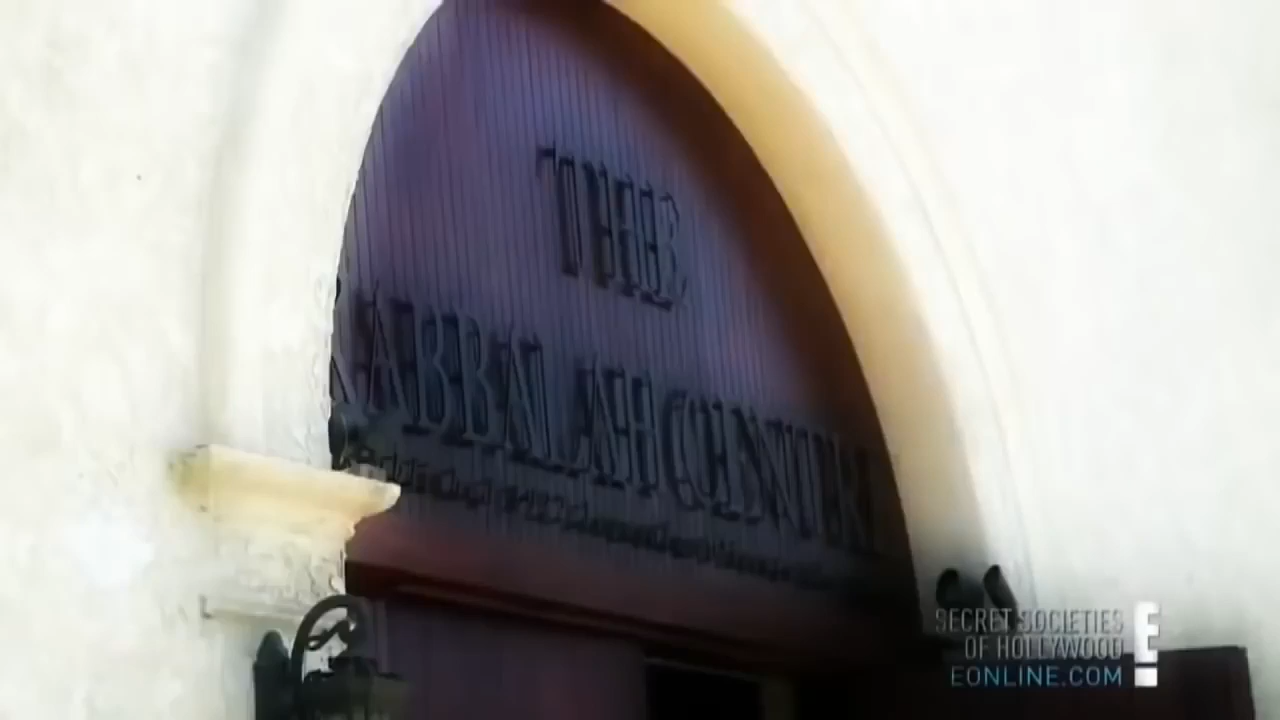 THE
KABBALAH CENTRE
SECRET SOCIETIES
OF HOLLYWOOD
EONLINE.COM
E